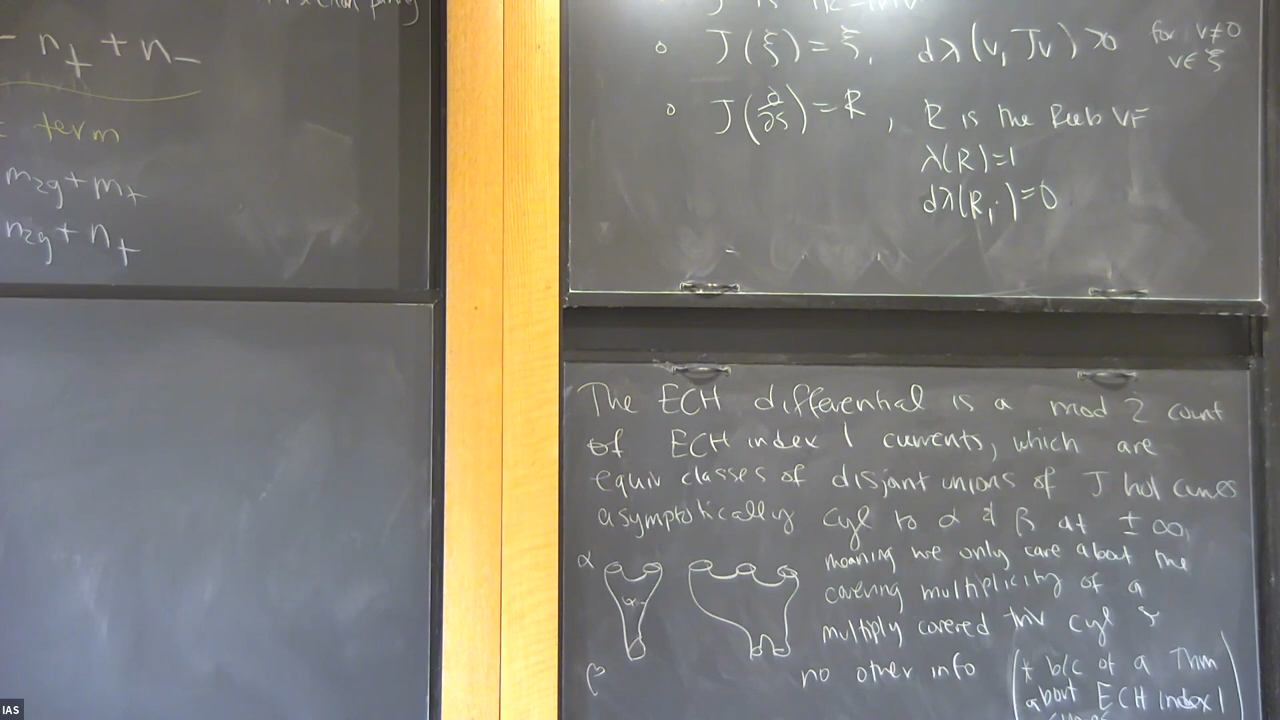 - n₊ + n₋
term
m₂g + m₊
n₂g + n₊
∘ J(ξ) = ξ, dλ(v, Jv) > 0 for v≠0
v∈ξ
∘ J(∂/∂s) = R, R is the Reeb VF
λ(R)=1
dλ(R,·)=0
The ECH differential is a mod 2 count
of ECH index 1 currents, which are
equiv classes of disjoint unions of J hol curves
asymptotically cyl to α & β at ±∞,
meaning we only care about the
covering multiplicity of a
multiply covered triv cyl &
no other info
α
β
(* b/c of a Thm
about ECH index 1
IAS